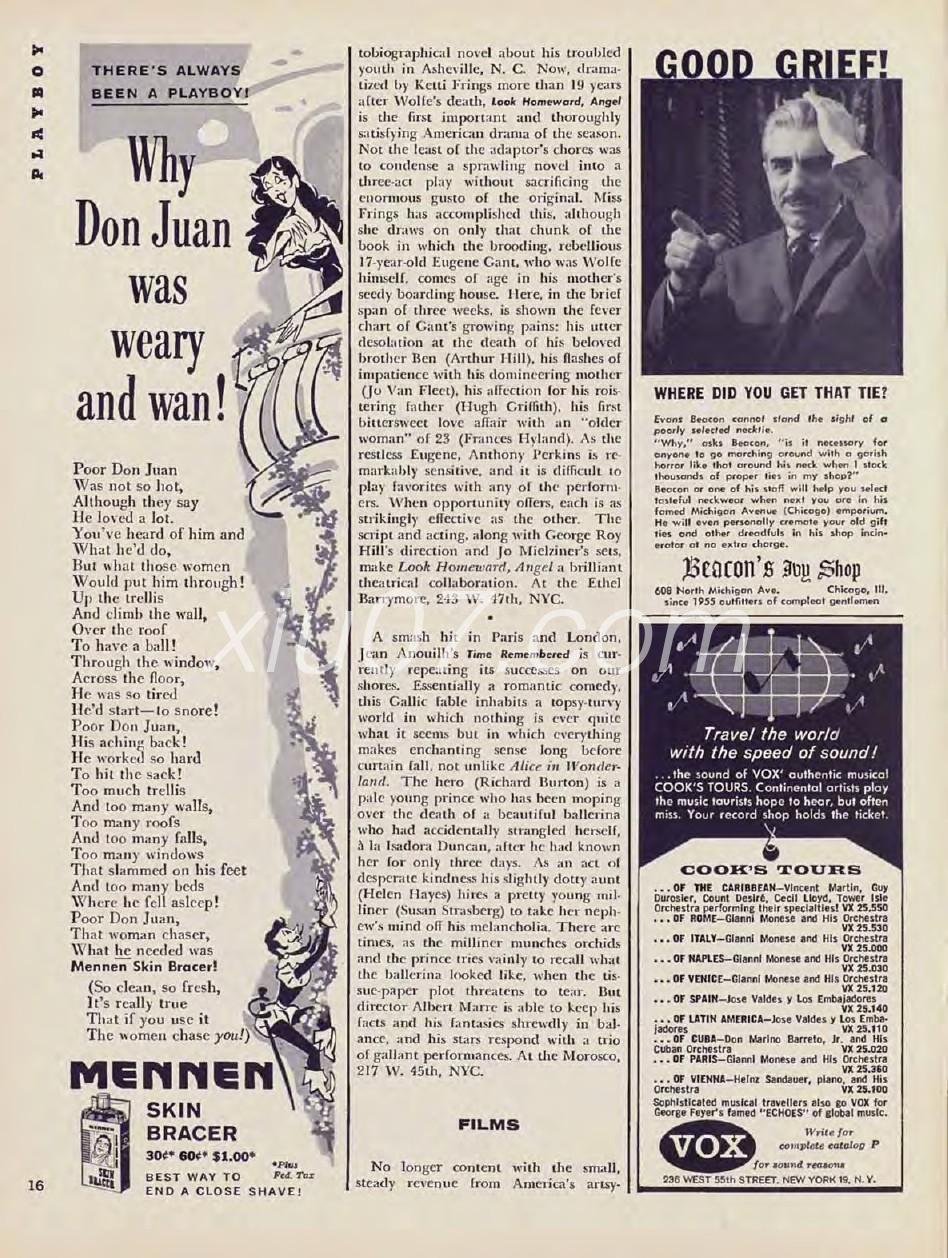 PLAYBOY
THERE'S ALWAYS
BEEN A PLAYBOY!
Why
Don Juan
was
weary
and wan!
Poor Don Juan
Was not so hot,
Although they say
He loved a lot.
You've heard of him and
What he'd do,
But what those women
Would put him through!
Up the trellis
And climb the wall,
Over the roof
To have a ball!
Through the window,
Across the floor,
He was so tired
He'd start—to snore!
Poor Don Juan,
His aching back!
He worked so hard
To hit the sack!
Too much trellis
And too many walls,
Too many roofs
And too many falls,
Too many windows
That slammed on his feet
And too many beds
Where he fell asleep!
Poor Don Juan,
That woman chaser,
What he needed was
Mennen Skin Bracer!
(So clean, so fresh,
It's really true
That if you use it
The women chase you!)
MENNEN
SKIN
BRACER
30¢* 60¢* $1.00*
*Plus
Fed. Tax
BEST WAY TO
END A CLOSE SHAVE!
MENNEN
SKIN
BRACER
16
tobiographical novel about his troubled
youth in Asheville, N. C. Now, drama-
tized by Ketti Frings more than 19 years
after Wolfe's death, Look Homeward, Angel
is the first important and thoroughly
satisfying American drama of the season.
Not the least of the adaptor's chores was
to condense a sprawling novel into a
three-act play without sacrificing the
enormous gusto of the original. Miss
Frings has accomplished this, although
she draws on only that chunk of the
book in which the brooding, rebellious
17-year-old Eugene Gant, who was Wolfe
himself, comes of age in his mother's
seedy boarding house. Here, in the brief
span of three weeks, is shown the fever
chart of Gant's growing pains: his utter
desolation at the death of his beloved
brother Ben (Arthur Hill), his flashes of
impatience with his domineering mother
(Jo Van Fleet), his affection for his rois-
tering father (Hugh Griffith), his first
bittersweet love affair with an "older
woman" of 23 (Frances Hyland). As the
restless Eugene, Anthony Perkins is re-
markably sensitive, and it is difficult to
play favorites with any of the perform-
ers. When opportunity offers, each is as
strikingly effective as the other. The
script and acting, along with George Roy
Hill's direction and Jo Mielziner's sets,
make Look Homeward, Angel a brilliant
theatrical collaboration. At the Ethel
Barrymore, 243 W. 47th, NYC.
A smash hit in Paris and London,
Jean Anouilh's Time Remembered is cur-
rently repeating its successes on our
shores. Essentially a romantic comedy,
this Gallic fable inhabits a topsy-turvy
world in which nothing is ever quite
what it seems but in which everything
makes enchanting sense long before
curtain fall, not unlike Alice in Wonder-
land. The hero (Richard Burton) is a
pale young prince who has been moping
over the death of a beautiful ballerina
who had accidentally strangled herself,
à la Isadora Duncan, after he had known
her for only three days. As an act of
desperate kindness his slightly dotty aunt
(Helen Hayes) hires a pretty young mil-
liner (Susan Strasberg) to take her neph-
ew's mind off his melancholia. There are
times, as the milliner munches orchids
and the prince tries vainly to recall what
the ballerina looked like, when the tis-
sue-paper plot threatens to tear. But
director Albert Marre is able to keep his
facts and his fantasies shrewdly in bal-
ance, and his stars respond with a trio
of gallant performances. At the Morosco,
217 W. 45th, NYC.
FILMS
No longer content with the small,
steady revenue from America's artsy-
GOOD GRIEF!
WHERE DID YOU GET THAT TIE?
Evans Beacon cannot stand the sight of a
poorly selected necktie.
"Why," asks Beacon, "is it necessary for
anyone to go marching around with a garish
horror like that around his neck when I stock
thousands of proper ties in my shop?"
Beacon or one of his staff will help you select
tasteful neckwear when next you are in his
famed Michigan Avenue (Chicago) emporium.
He will even personally cremate your old gift
ties and other dreadfuls in his shop incin-
erator at no extra charge.
Beacon's Ivy Shop
608 North Michigan Ave. Chicago, Ill.
since 1955 outfitters of compleat gentlemen
Travel the world
with the speed of sound!
...the sound of VOX' authentic musical
COOK'S TOURS. Continental artists play
the music tourists hope to hear, but often
miss. Your record shop holds the ticket.
COOK'S TOURS
...OF THE CARIBBEAN—Vincent Martin, Guy
Durosier, Count Desiré, Cecil Lloyd, Tower Isle
Orchestra performing their specialties! VX 25.550
...OF ROME—Gianni Monese and His Orchestra
VX 25.530
...OF ITALY—Gianni Monese and His Orchestra
VX 25.000
...OF NAPLES—Gianni Monese and His Orchestra
VX 25.030
...OF VENICE—Gianni Monese and His Orchestra
VX 25.120
...OF SPAIN—Jose Valdes y Los Embajadores
VX 25.140
...OF LATIN AMERICA—Jose Valdes y Los Emba-
jadores VX 25.110
...OF CUBA—Don Marino Barreto, Jr. and His
Cuban Orchestra VX 25.020
...OF PARIS—Gianni Monese and His Orchestra
VX 25.360
...OF VIENNA—Heinz Sandauer, piano, and His
Orchestra VX 25.100
Sophisticated musical travellers also go VOX for
George Feyer's famed "ECHOES" of global music.
VOX
Write for
complete catalog P
for sound reasons
236 WEST 55th STREET, NEW YORK 19, N. Y.
xiu07.com